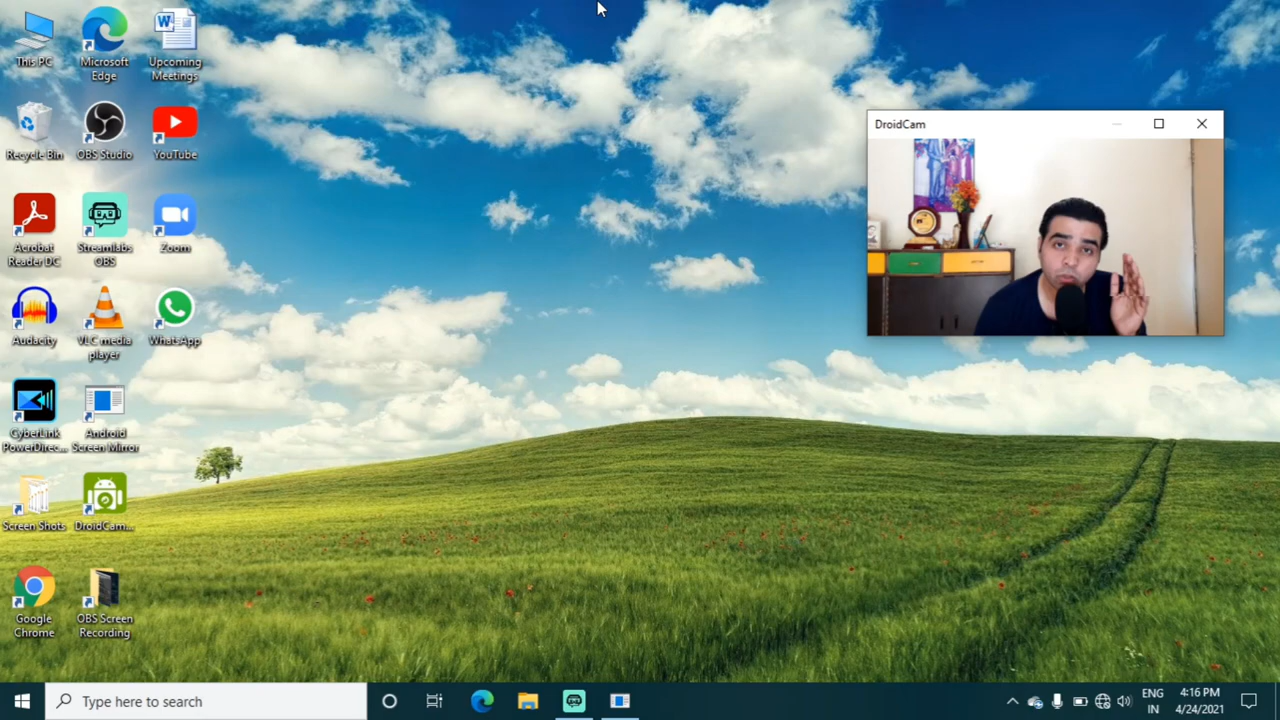 This PC
Microsoft
Edge
Upcoming
Meetings
Recycle Bin
OBS Studio
YouTube
Acrobat
Reader DC
Streamlabs
OBS
Zoom
Audacity
VLC media
player
WhatsApp
CyberLink
PowerDirec...
Android
Screen Mirror
Screen Shots
DroidCam...
Google
Chrome
OBS Screen
Recording
DroidCam
Type here to search
ENG
IN
4:16 PM
4/24/2021